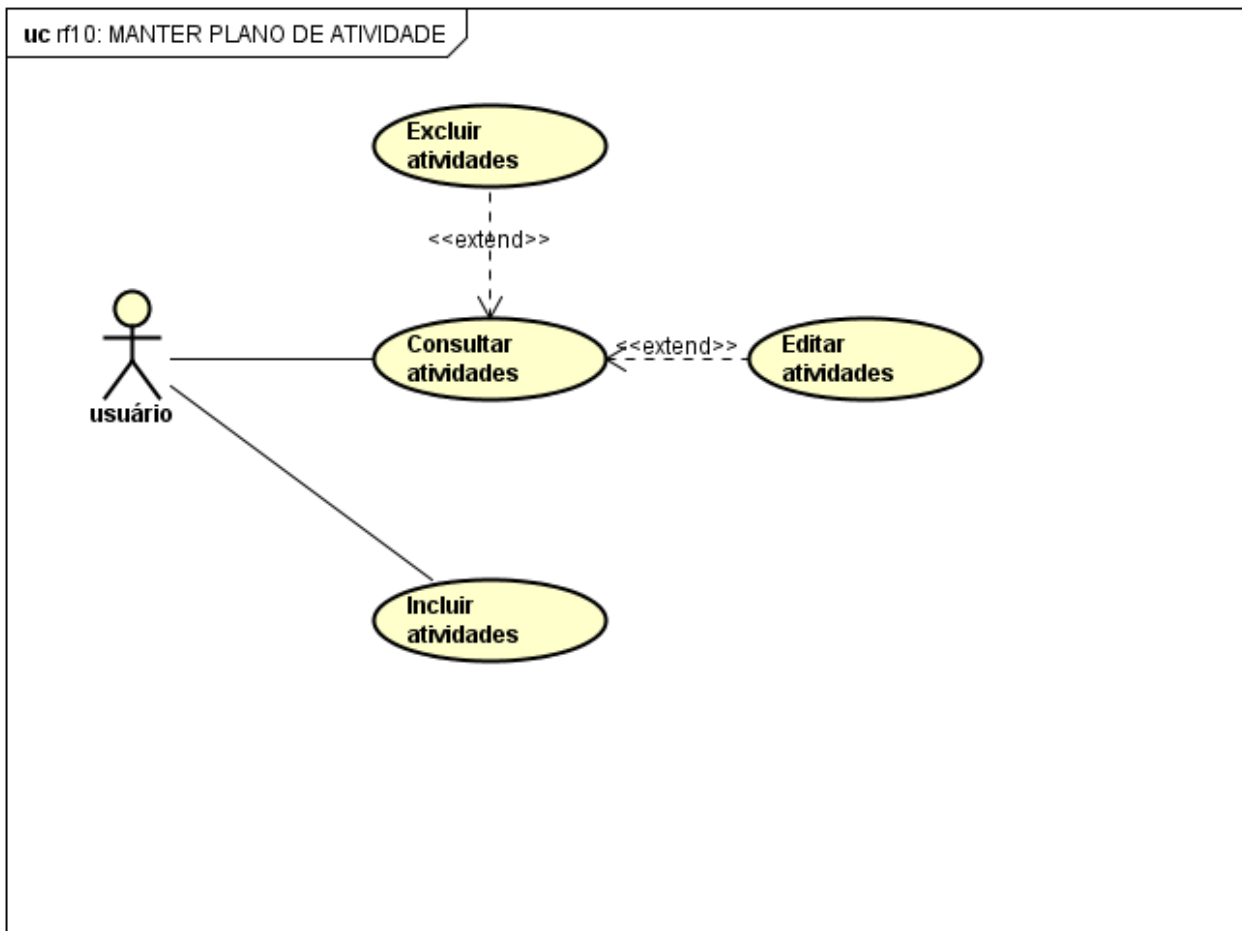 uc rf10: MANTER PLANO DE ATIVIDADE
Excluir
atividades
<<extend>>
Consultar
atividades
<<extend>>
Editar
atividades
usuário
Incluir
atividades